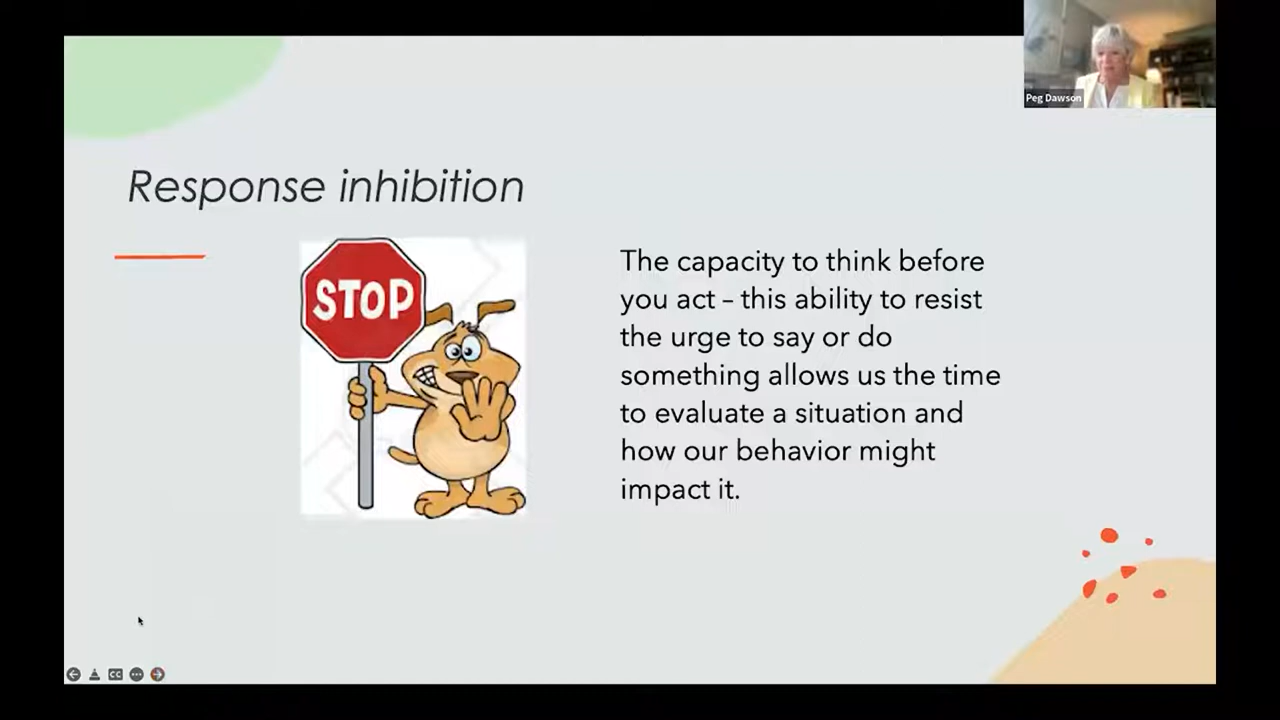 Peg Dawson
Response inhibition
STOP
The capacity to think before
you act – this ability to resist
the urge to say or do
something allows us the time
to evaluate a situation and
how our behavior might
impact it.
CC